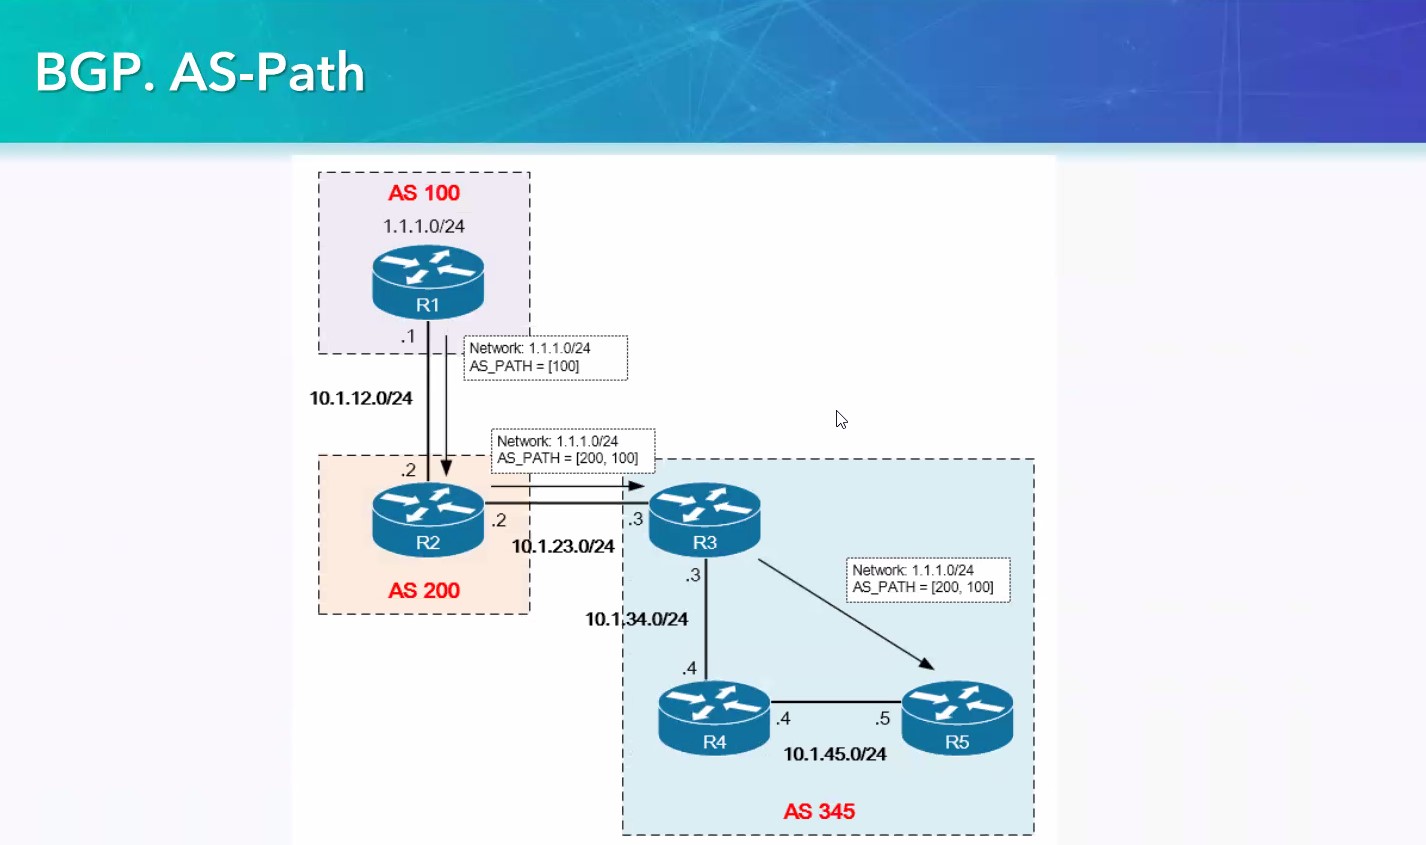 BGP. AS-Path
AS 100
1.1.1.0/24
R1
.1
Network: 1.1.1.0/24
AS_PATH = [100]
10.1.12.0/24
Network: 1.1.1.0/24
AS_PATH = [200, 100]
.2
R2
.2
.3
R3
10.1.23.0/24
AS 200
.3
Network: 1.1.1.0/24
AS_PATH = [200, 100]
10.1.34.0/24
.4
R4
.4
.5
R5
10.1.45.0/24
AS 345